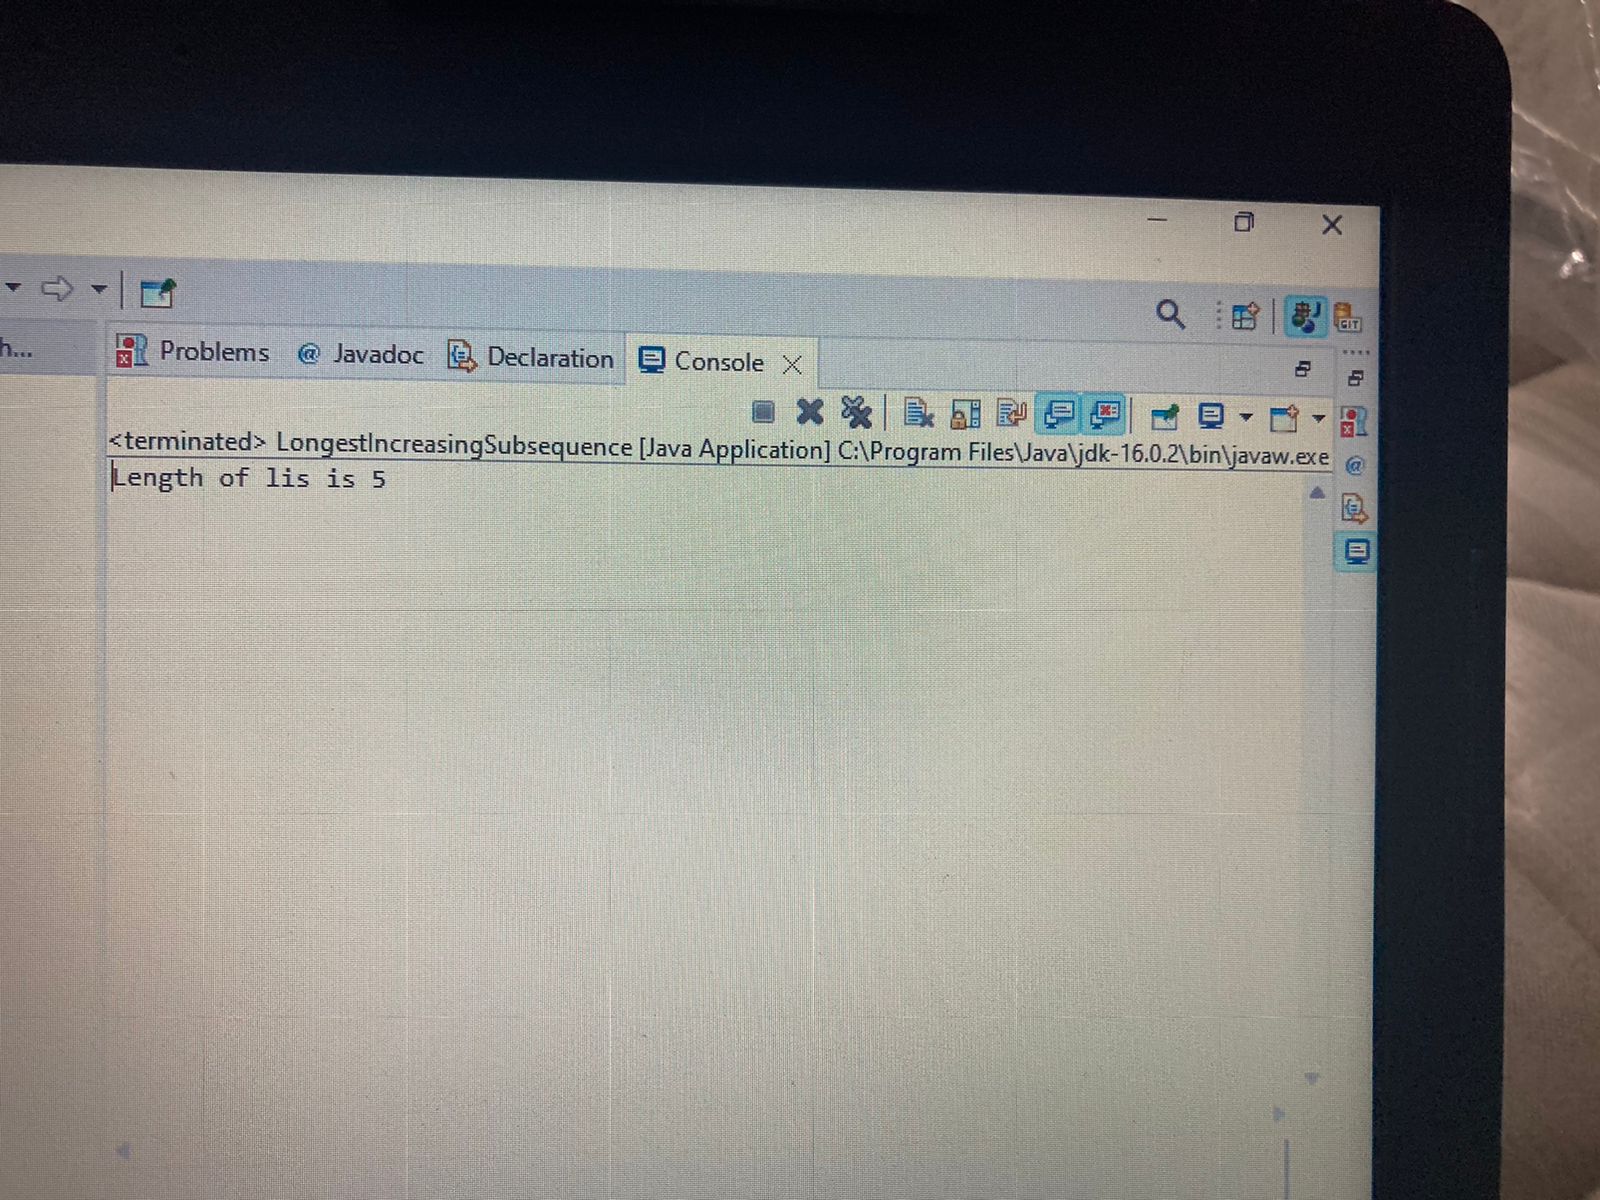 h...
Problems @ Javadoc Declaration Console
<terminated> LongestIncreasingSubsequence [Java Application] C:\Program Files\Java\jdk-16.0.2\bin\javaw.exe
Length of lis is 5
GIT